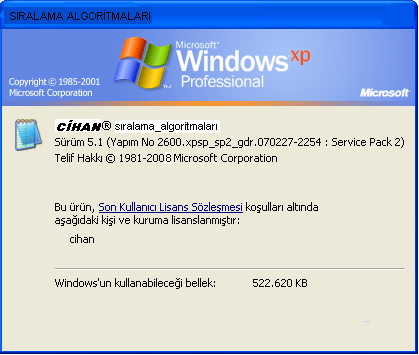 SIRALAMA ALGORİTMALARI
Microsoft®
Windows xp
Professional
Copyright © 1985-2001
Microsoft Corporation
Microsoft
CİHAN® sıralama_algoritmaları
Sürüm 5.1 (Yapım No 2600.xpsp_sp2_gdr.070227-2254 : Service Pack 2)
Telif Hakkı © 1981-2008 Microsoft Corporation
Bu ürün, Son Kullanıcı Lisans Sözleşmesi koşulları altında
aşağıdaki kişi ve kuruma lisanslanmıştır:
cihan
Windows'un kullanabileceği bellek: 522.620 KB